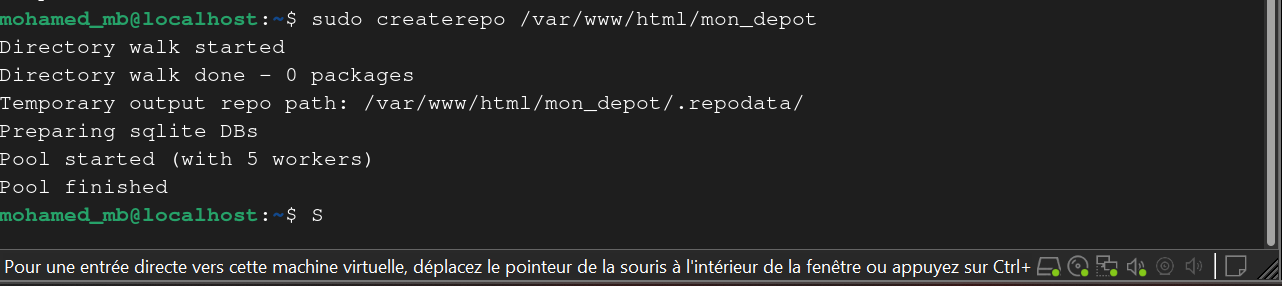 mohamed_mb@localhost:~$ sudo createrepo /var/www/html/mon_depot
Directory walk started
Directory walk done - 0 packages
Temporary output repo path: /var/www/html/mon_depot/.repodata/
Preparing sqlite DBs
Pool started (with 5 workers)
Pool finished
mohamed_mb@localhost:~$ S
Pour une entrée directe vers cette machine virtuelle, déplacez le pointeur de la souris à l'intérieur de la fenêtre ou appuyez sur Ctrl+